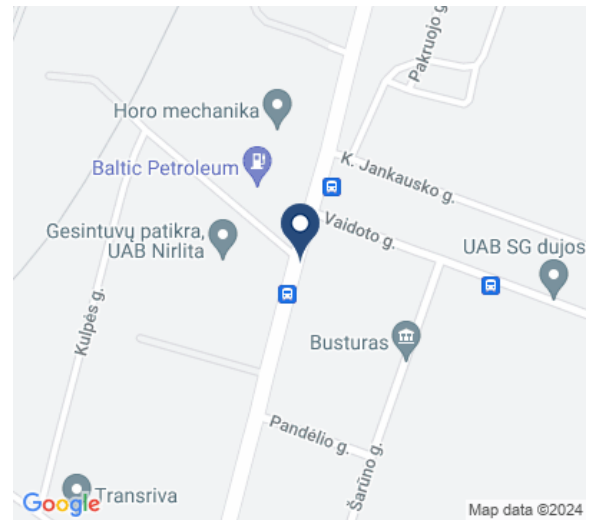 Pakruojo g.
Horo mechanika
Baltic Petroleum
K. Jankausko g.
Vaidoto g.
Gesintuvų patikra,
UAB Nirlita
UAB SG dujos
Kulpės g.
Busturas
Pandėlio g.
Šarūno g.
Transriva
Google
Map data ©2024